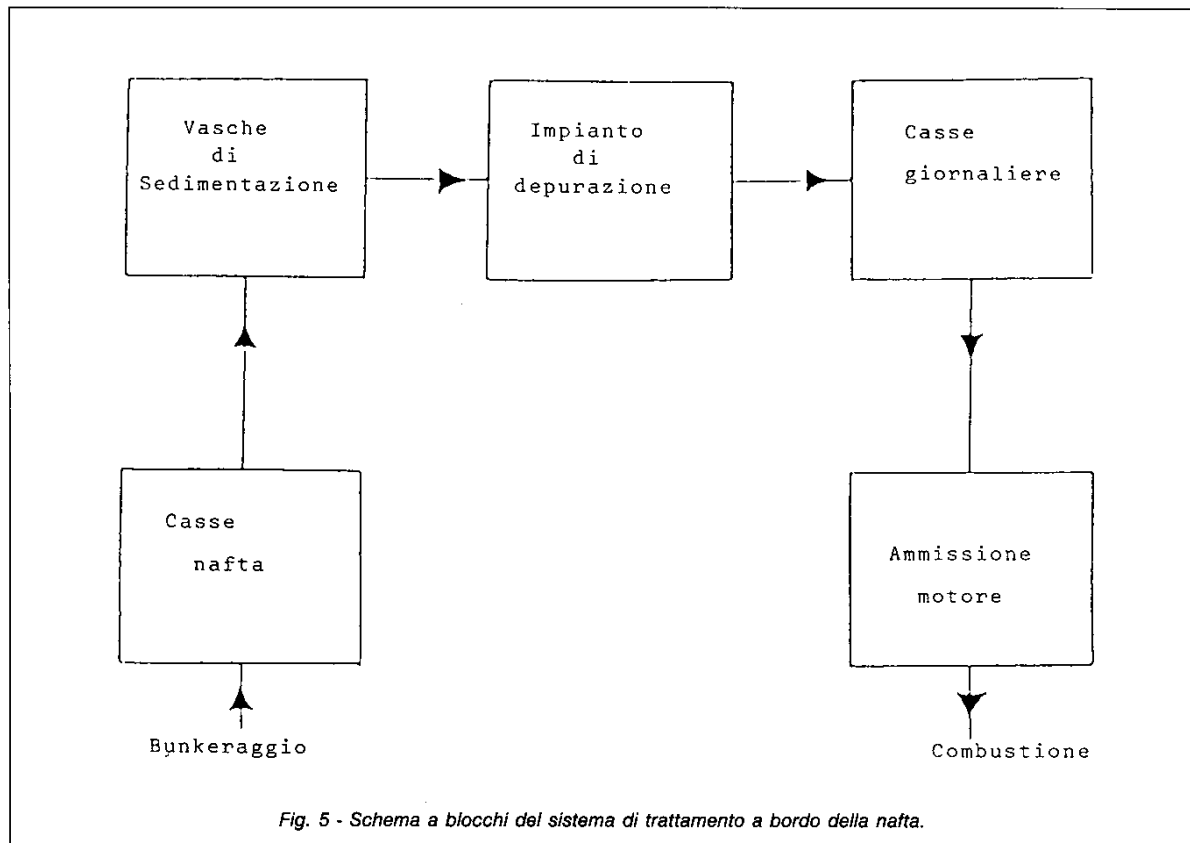 Vasche
di
Sedimentazione
Impianto
di
depurazione
Casse
giornaliere
Casse
nafta
Ammissione
motore
Bunkeraggio
Combustione
Fig. 5 - Schema a blocchi del sistema di trattamento a bordo della nafta.